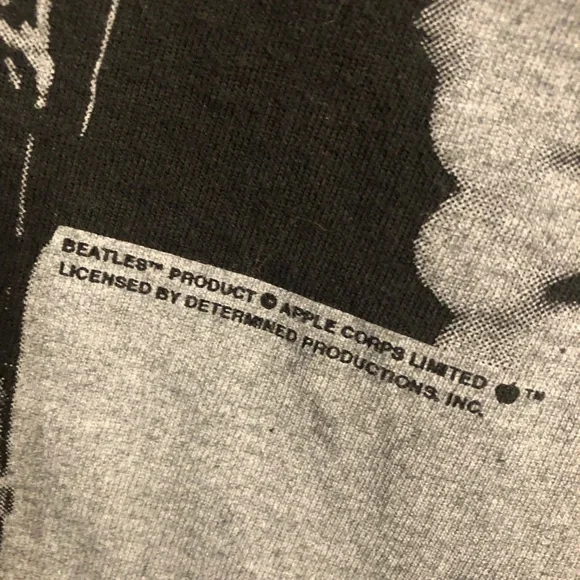 BEATLES™ PRODUCT © APPLE CORPS LIMITED ™
LICENSED BY DETERMINED PRODUCTIONS, INC.